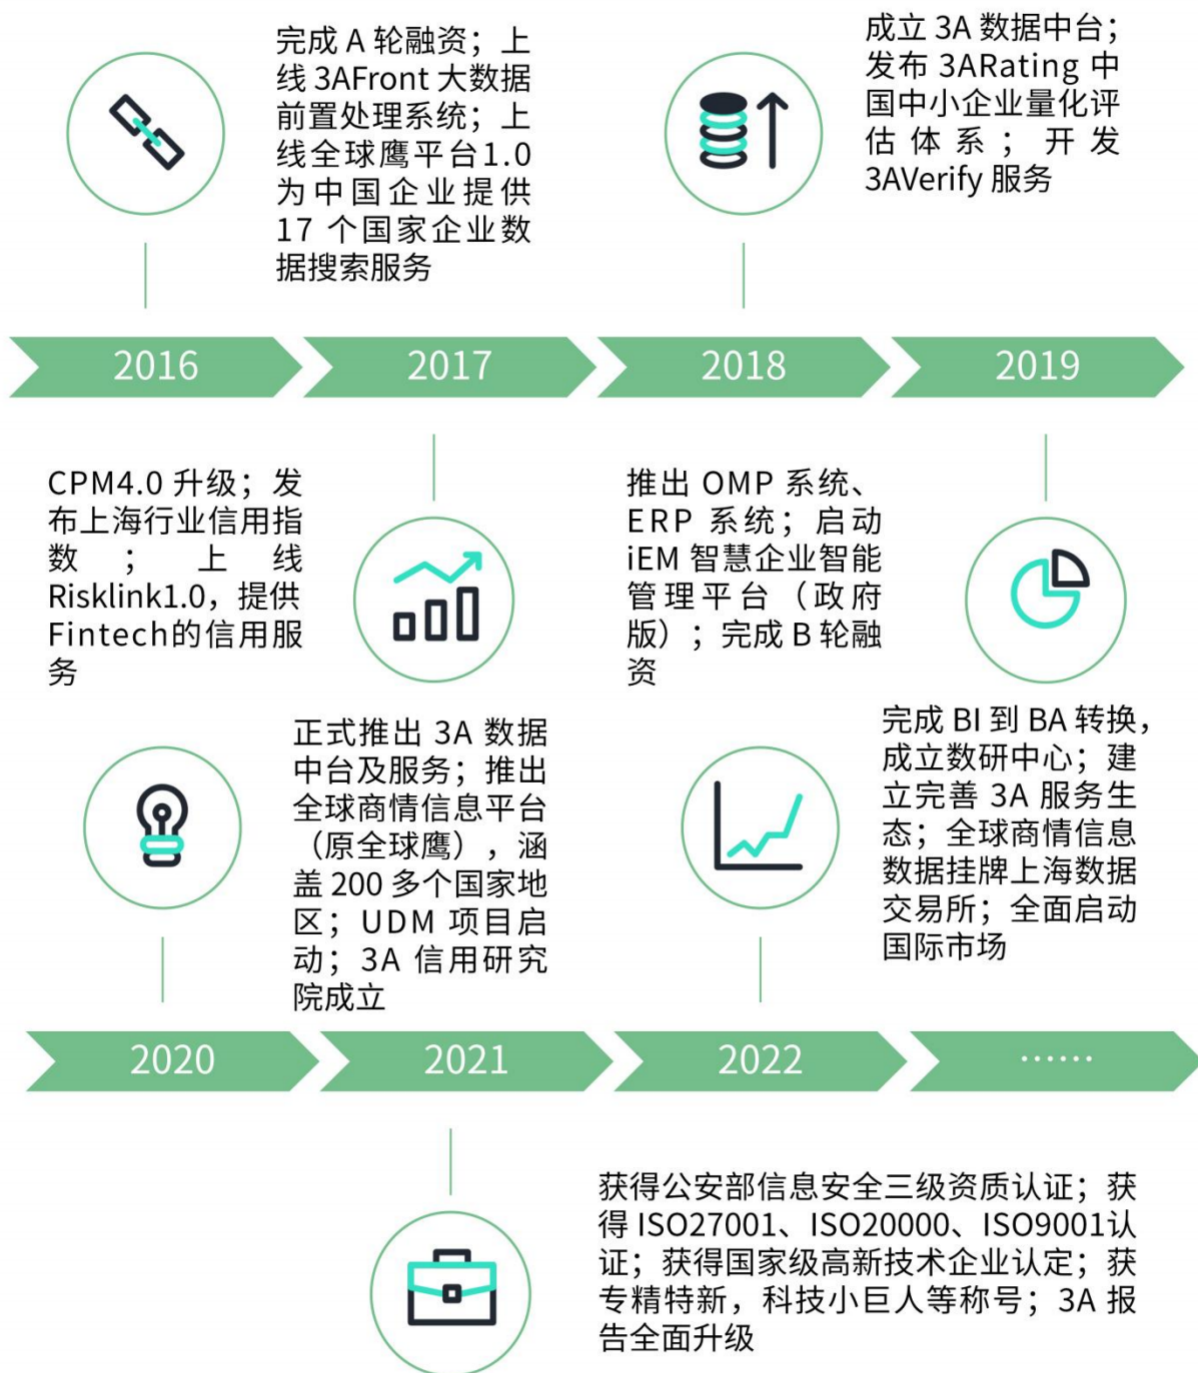 完成 A 轮融资；上
线 3AFront 大数据
前置处理系统；上
线全球鹰平台1.0
为中国企业提供
17 个国家企业数
据搜索服务
成立 3A 数据中台；
发布 3ARating 中
国中小企业量化评
估体系；开发
3AVerify 服务
2016
2017
2018
2019
CPM4.0 升级；发
布上海行业信用指
数；上线
Risklink1.0，提供
Fintech的信用服
务
推出 OMP 系统、
ERP 系统；启动
iEM 智慧企业智能
管理平台（政府
版）；完成 B 轮融
资
正式推出 3A 数据
中台及服务；推出
全球商情信息平台
（原全球鹰），涵
盖 200 多个国家地
区；UDM 项目启
动；3A 信用研究
院成立
完成 BI 到 BA 转换，
成立数研中心；建
立完善 3A 服务生
态；全球商情信息
数据挂牌上海数据
交易所；全面启动
国际市场
2020
2021
2022
……
获得公安部信息安全三级资质认证；获
得 ISO27001、ISO20000、ISO9001认
证；获得国家级高新技术企业认定；获
专精特新，科技小巨人等称号；3A 报
告全面升级